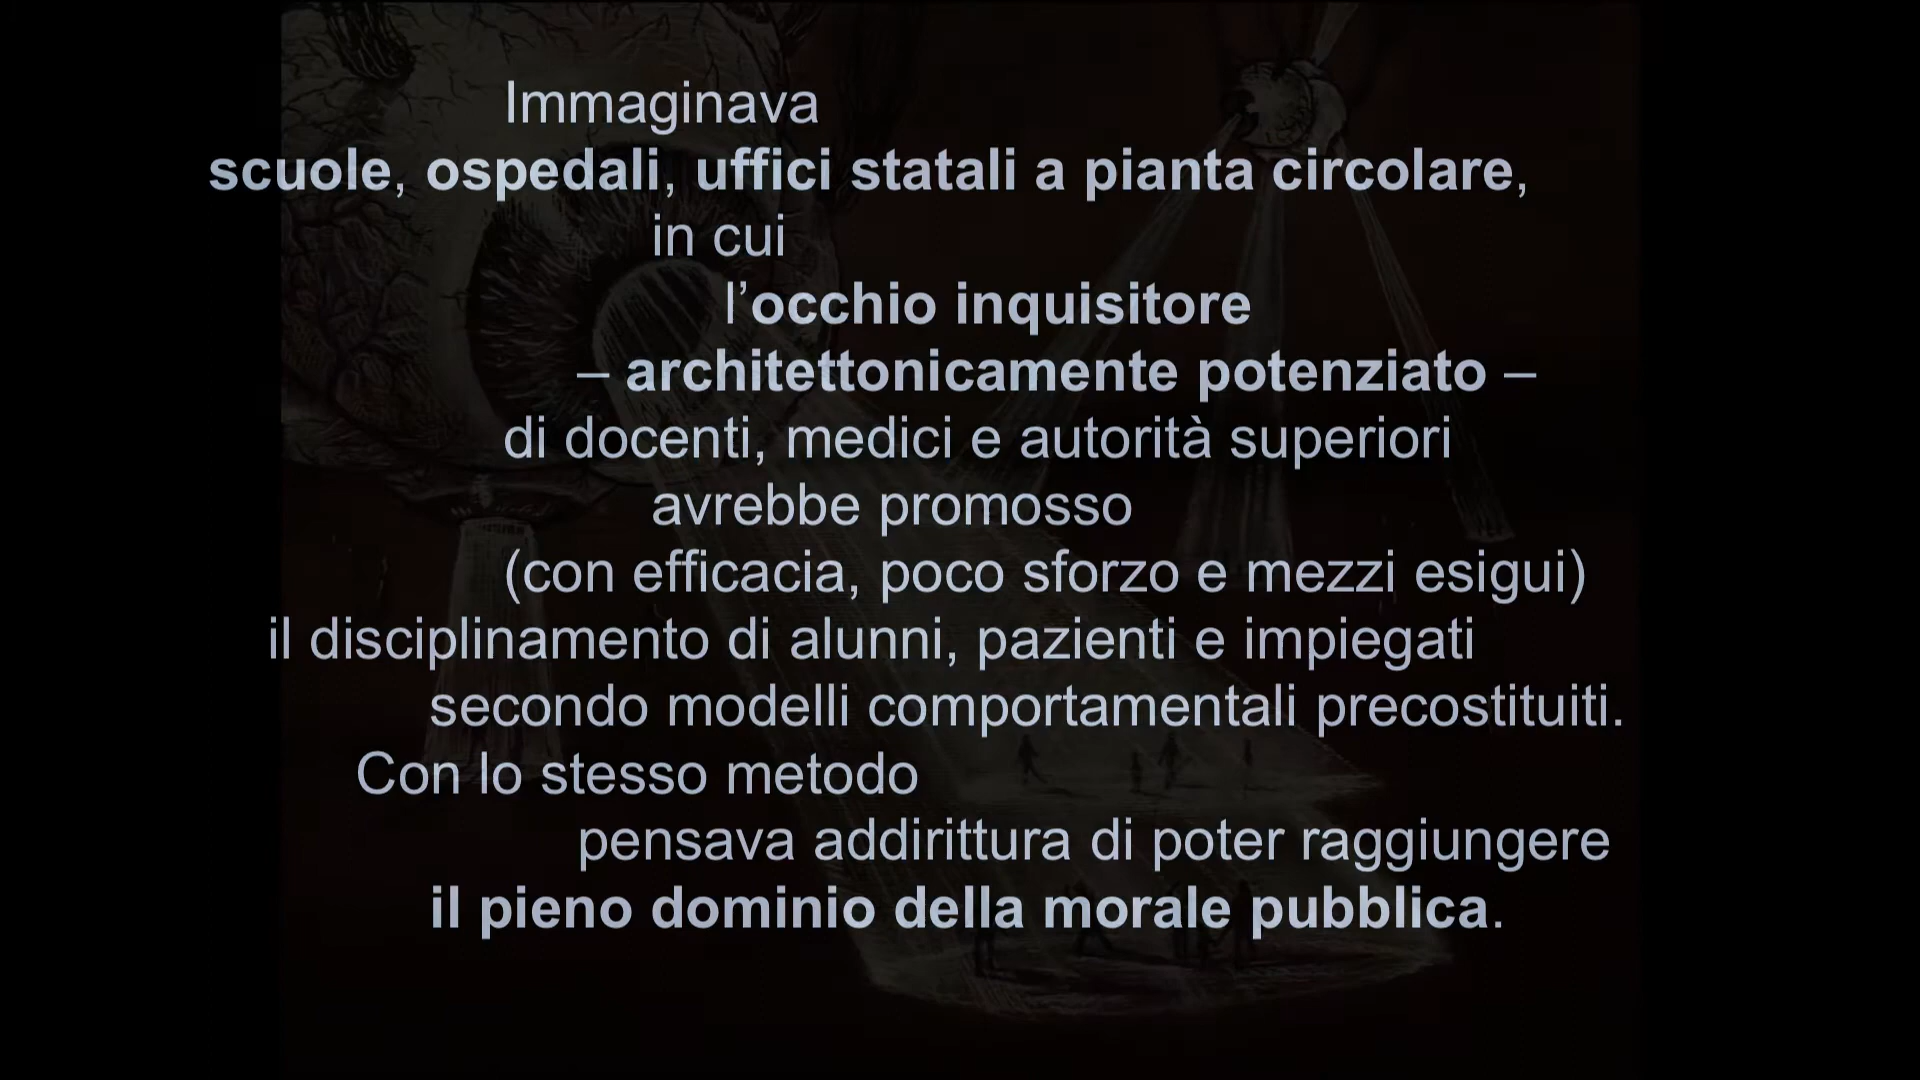 Immaginava
scuole, ospedali, uffici statali a pianta circolare,
in cui
l’occhio inquisitore
– architettonicamente potenziato –
di docenti, medici e autorità superiori
avrebbe promosso
(con efficacia, poco sforzo e mezzi esigui)
il disciplinamento di alunni, pazienti e impiegati
secondo modelli comportamentali precostituiti.
Con lo stesso metodo
pensava addirittura di poter raggiungere
il pieno dominio della morale pubblica.